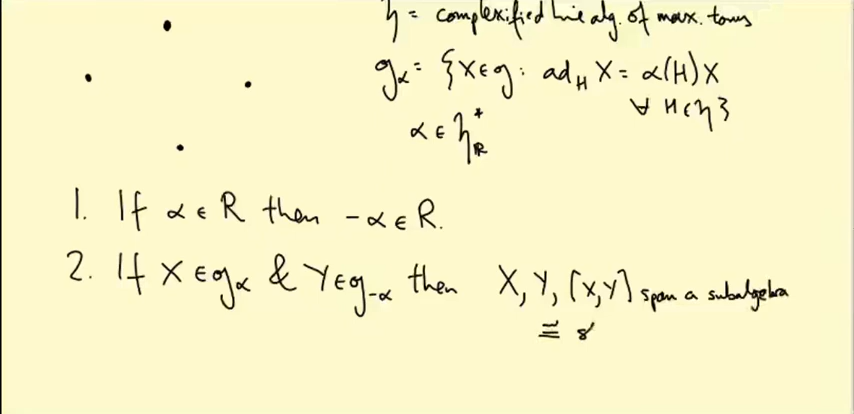 𝔥 = complexified Lie alg. of max. torus
𝔤_α = {X ∈ 𝔤 : ad_H X = α(H)X
∀ H ∈ 𝔥}
α ∈ 𝔥*_ℝ
1. If α ∈ R then -α ∈ R.
2. If X ∈ 𝔤_α & Y ∈ 𝔤_-α then X, Y, [X,Y] span a subalgebra
≅